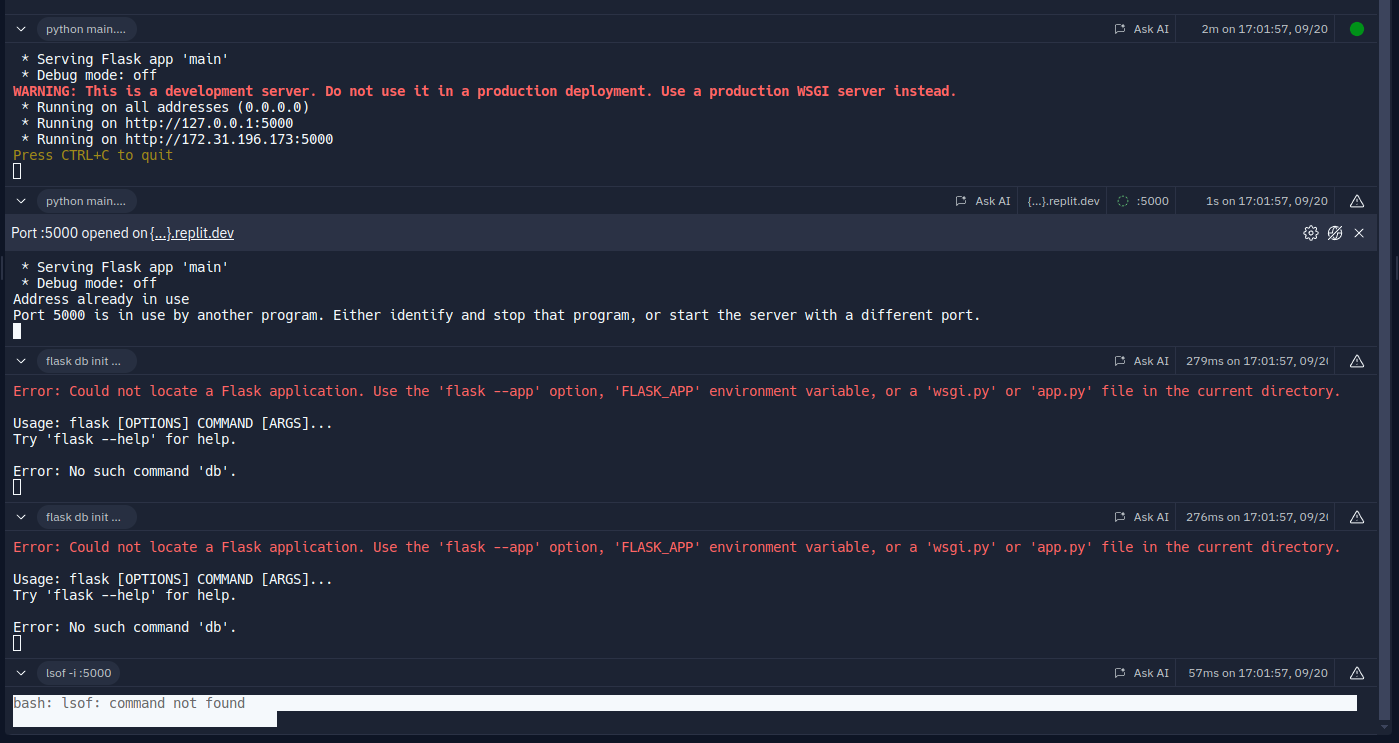 python main.... Ask AI 2m on 17:01:57, 09/20
* Serving Flask app 'main'
* Debug mode: off
WARNING: This is a development server. Do not use it in a production deployment. Use a production WSGI server instead.
* Running on all addresses (0.0.0.0)
* Running on http://127.0.0.1:5000
* Running on http://172.31.196.173:5000
Press CTRL+C to quit
python main.... Ask AI {...}.replit.dev :5000 1s on 17:01:57, 09/20
Port :5000 opened on {...}.replit.dev
* Serving Flask app 'main'
* Debug mode: off
Address already in use
Port 5000 is in use by another program. Either identify and stop that program, or start the server with a different port.
flask db init ... Ask AI 279ms on 17:01:57, 09/2
Error: Could not locate a Flask application. Use the 'flask --app' option, 'FLASK_APP' environment variable, or a 'wsgi.py' or 'app.py' file in the current directory.
Usage: flask [OPTIONS] COMMAND [ARGS]...
Try 'flask --help' for help.
Error: No such command 'db'.
flask db init ... Ask AI 276ms on 17:01:57, 09/2
Error: Could not locate a Flask application. Use the 'flask --app' option, 'FLASK_APP' environment variable, or a 'wsgi.py' or 'app.py' file in the current directory.
Usage: flask [OPTIONS] COMMAND [ARGS]...
Try 'flask --help' for help.
Error: No such command 'db'.
lsof -i :5000 Ask AI 57ms on 17:01:57, 09/20
bash: lsof: command not found